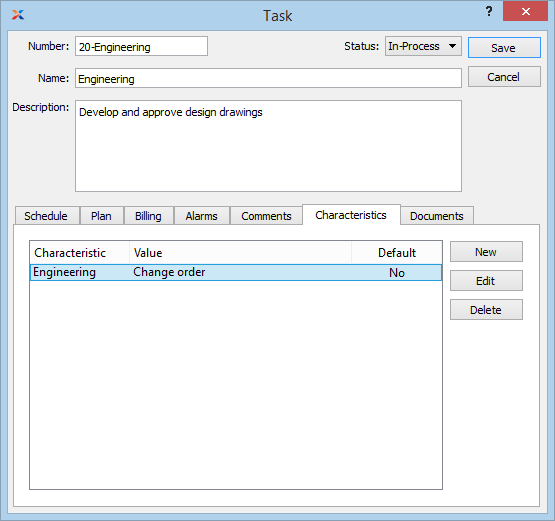 Task
?
Number: 20-Engineering Status: In-Process Save
Name: Engineering Cancel
Description: Develop and approve design drawings
Schedule Plan Billing Alarms Comments Characteristics Documents
Characteristic Value Default New
Engineering Change order No
Edit
Delete